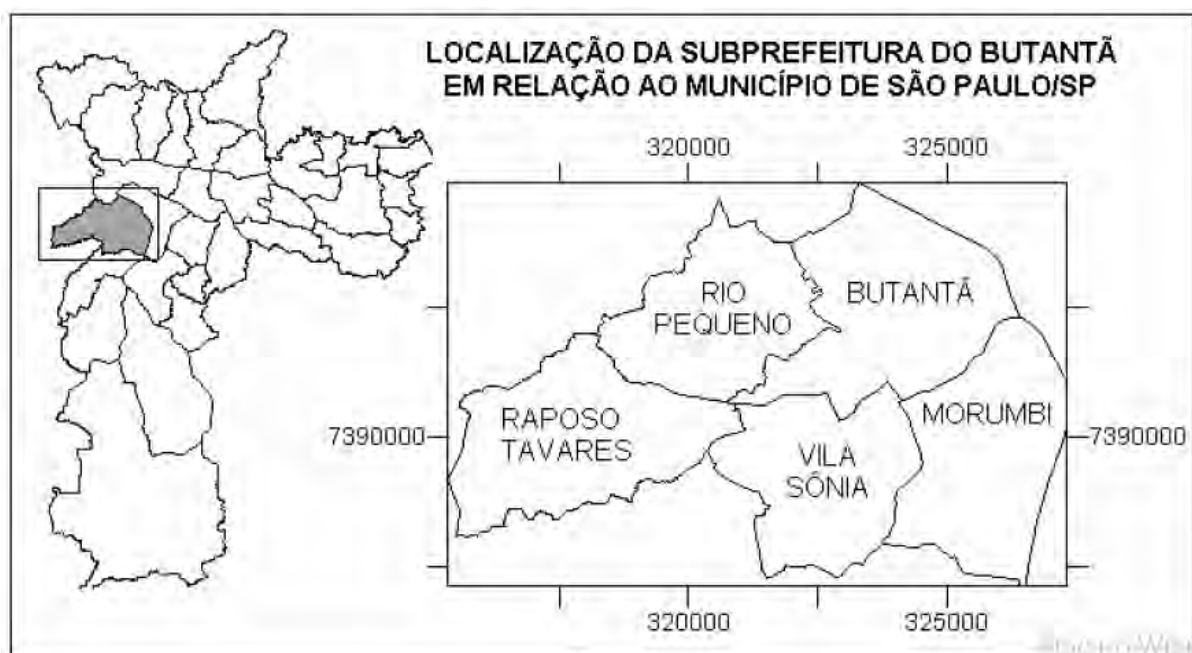 LOCALIZAÇÃO DA SUBPREFEITURA DO BUTANTÃ
EM RELAÇÃO AO MUNICÍPIO DE SÃO PAULO/SP
320000 325000
RIO
PEQUENO
BUTANTÃ
RAPOSO
TAVARES
MORUMBI
7390000
7390000
VILA
SÔNIA
320000 325000